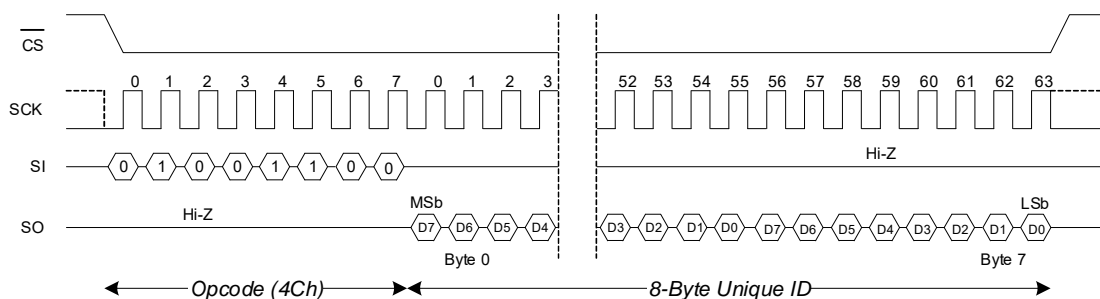 CS
0 1 2 3 4 5 6 7 0 1 2 3 52 53 54 55 56 57 58 59 60 61 62 63
SCK
Hi-Z
SI 0 1 0 0 1 1 0 0
Hi-Z MSb LSb
SO D7 D6 D5 D4 D3 D2 D1 D0 D7 D6 D5 D4 D3 D2 D1 D0
Byte 0 Byte 7
Opcode (4Ch) 8-Byte Unique ID